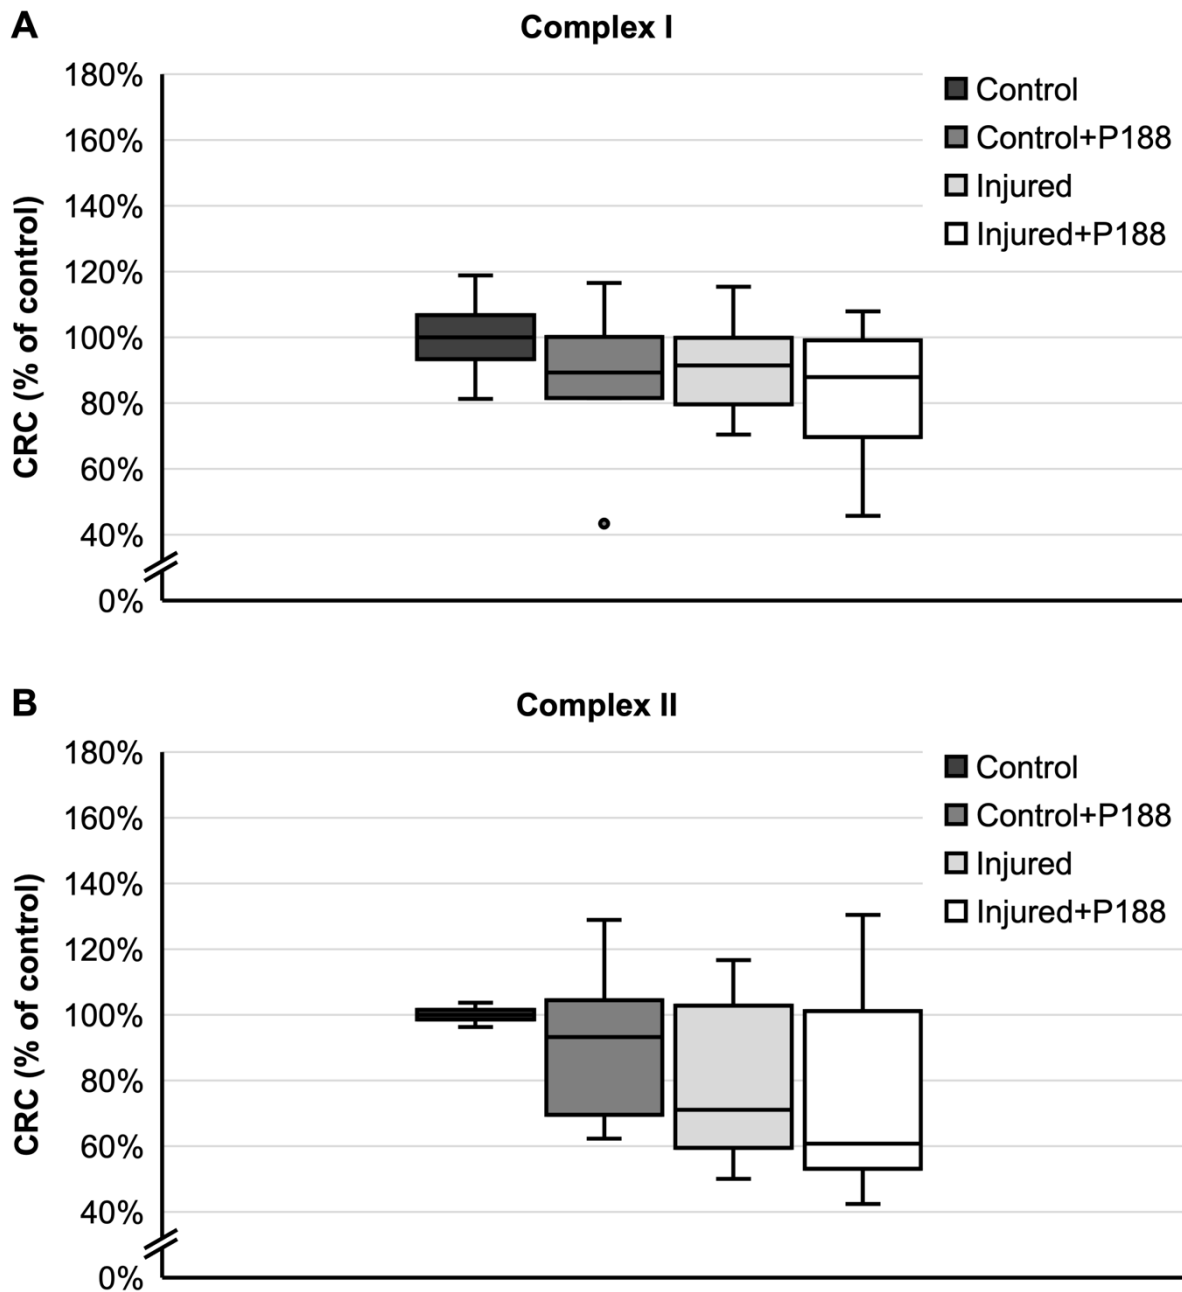 A
Complex I
180%
160%
140%
120%
100%
80%
60%
40%
0%
CRC (% of control)
Control
Control+P188
Injured
Injured+P188
B
Complex II
180%
160%
140%
120%
100%
80%
60%
40%
0%
CRC (% of control)
Control
Control+P188
Injured
Injured+P188